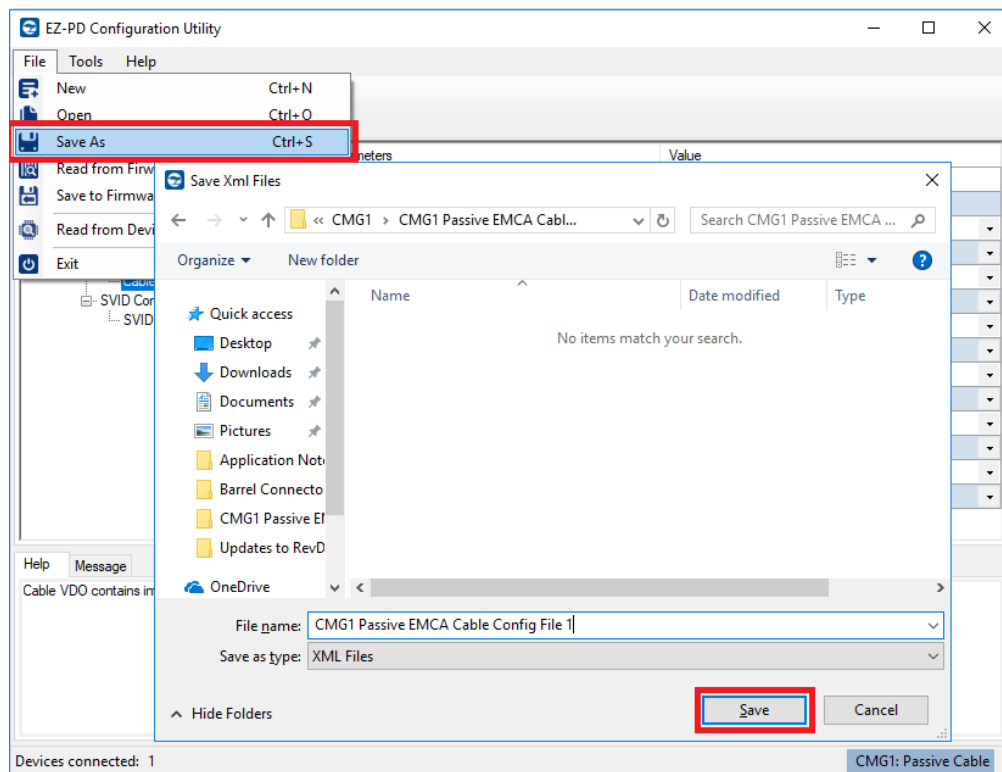 EZ-PD Configuration Utility
File Tools Help
New Ctrl+N
Open Ctrl+O
Save As Ctrl+S
Value
Read from Firw
Save to Firmwa
Read from Devi
Exit
SVID Cor
SVID
Save Xml Files
« CMG1 › CMG1 Passive EMCA Cabl... Search CMG1 Passive EMCA ...
Organize New folder
Name Date modified Type
No items match your search.
Quick access
Desktop
Downloads
Documents
Pictures
Application Not
Barrel Connecto
CMG1 Passive E
Updates to RevD
OneDrive
File name: CMG1 Passive EMCA Cable Config File 1
Save as type: XML Files
Hide Folders
Save Cancel
Help Message
Cable VDO contains in
Devices connected: 1 CMG1: Passive Cable